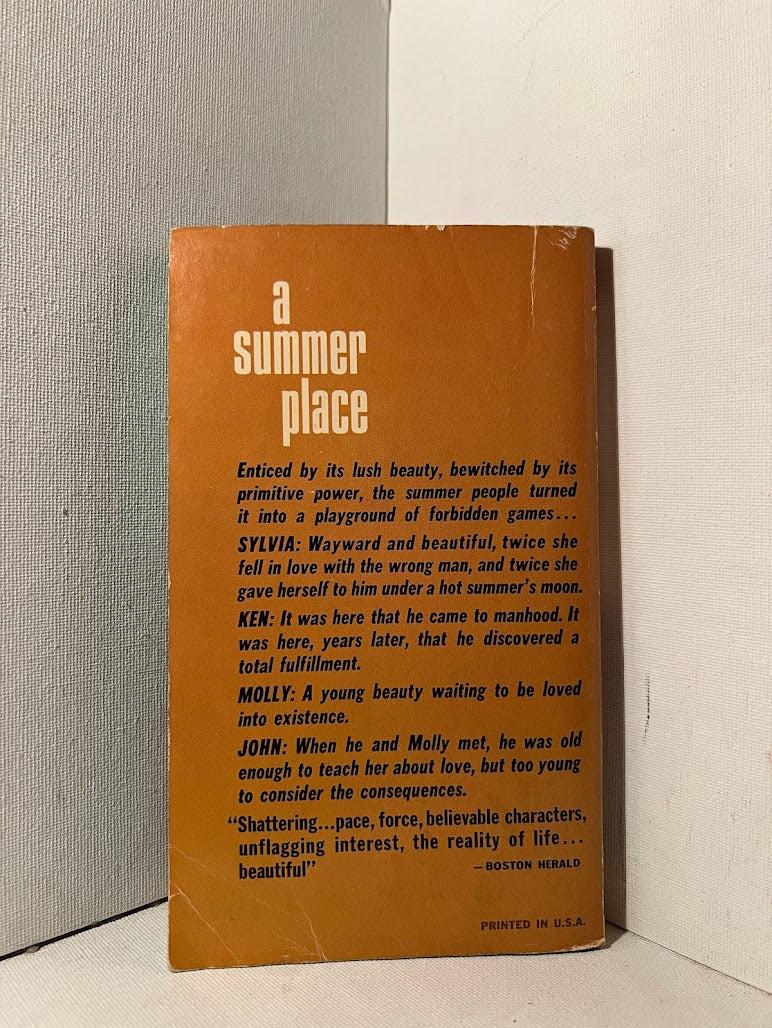 a
summer
place
Enticed by its lush beauty, bewitched by its
primitive power, the summer people turned
it into a playground of forbidden games...
SYLVIA: Wayward and beautiful, twice she
fell in love with the wrong man, and twice she
gave herself to him under a hot summer's moon.
KEN: It was here that he came to manhood. It
was here, years later, that he discovered a
total fulfillment.
MOLLY: A young beauty waiting to be loved
into existence.
JOHN: When he and Molly met, he was old
enough to teach her about love, but too young
to consider the consequences.
“Shattering...pace, force, believable characters,
unflagging interest, the reality of life...
beautiful”
—BOSTON HERALD
PRINTED IN U.S.A.